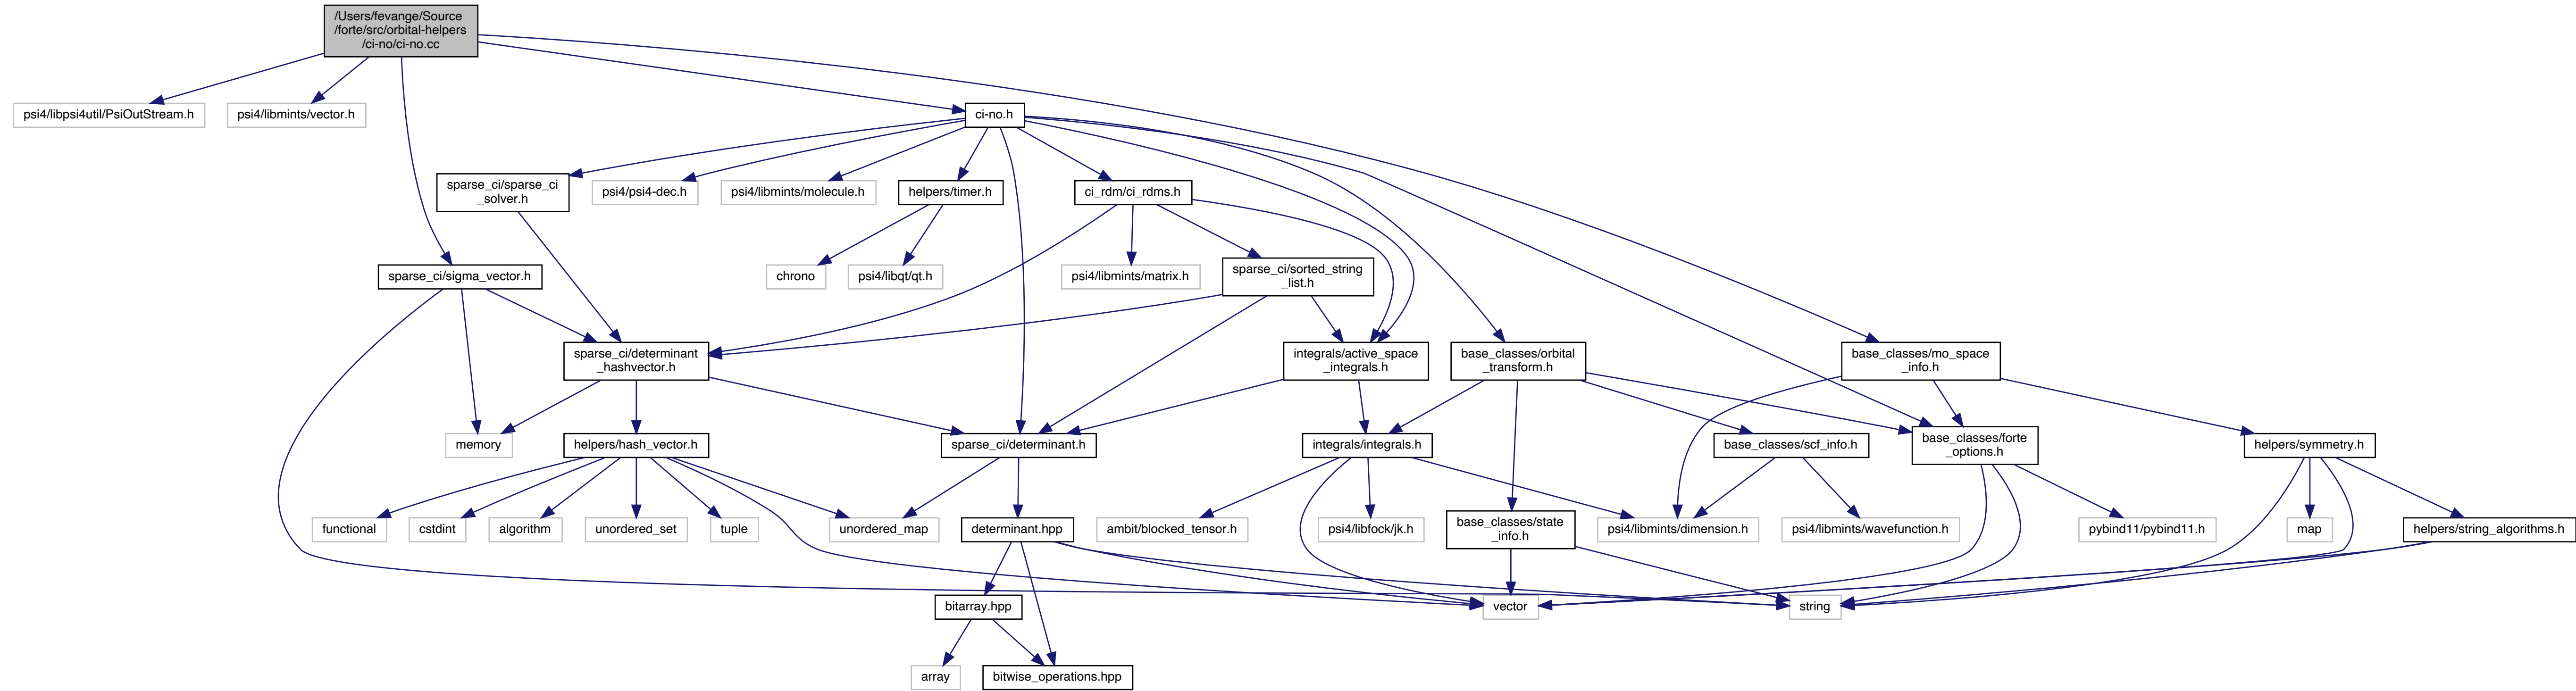 /Users/fevange/Source
/forte/src/orbital-helpers
/ci-no/ci-no.cc
psi4/libpsi4util/PsiOutStream.h
psi4/libmints/vector.h
ci-no.h
sparse_ci/sparse_ci
_solver.h
psi4/psi4-dec.h
psi4/libmints/molecule.h
helpers/timer.h
ci_rdm/ci_rdms.h
sparse_ci/sigma_vector.h
chrono
psi4/libqt/qt.h
psi4/libmints/matrix.h
sparse_ci/sorted_string
_list.h
sparse_ci/determinant
_hashvector.h
integrals/active_space
_integrals.h
base_classes/orbital
_transform.h
base_classes/mo_space
_info.h
memory
helpers/hash_vector.h
sparse_ci/determinant.h
integrals/integrals.h
base_classes/scf_info.h
base_classes/forte
_options.h
helpers/symmetry.h
functional
cstdint
algorithm
unordered_set
tuple
unordered_map
determinant.hpp
ambit/blocked_tensor.h
psi4/libfock/jk.h
base_classes/state
_info.h
psi4/libmints/dimension.h
psi4/libmints/wavefunction.h
pybind11/pybind11.h
map
helpers/string_algorithms.h
bitarray.hpp
vector
string
array
bitwise_operations.hpp